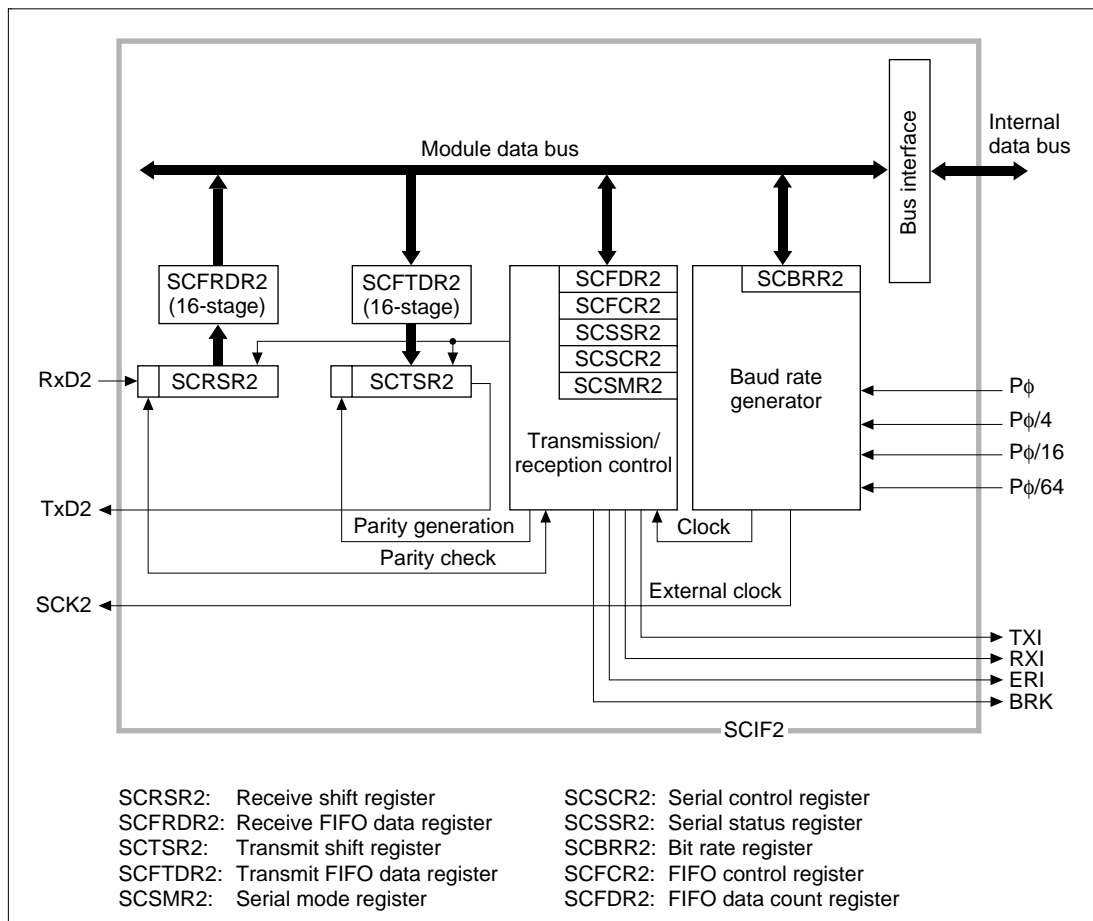 Internal
data bus
Bus interface
Module data bus
SCFRDR2
(16-stage)
SCFTDR2
(16-stage)
SCFDR2
SCFCR2
SCSSR2
SCSCR2
SCSMR2
SCBRR2
RxD2
SCRSR2
SCTSR2
Transmission/
reception control
Baud rate
generator
Pϕ
Pϕ/4
Pϕ/16
Pϕ/64
TxD2
Parity generation
Clock
Parity check
External clock
SCK2
TXI
RXI
ERI
BRK
SCIF2
SCRSR2: Receive shift register
SCFRDR2: Receive FIFO data register
SCTSR2: Transmit shift register
SCFTDR2: Transmit FIFO data register
SCSMR2: Serial mode register
SCSCR2: Serial control register
SCSSR2: Serial status register
SCBRR2: Bit rate register
SCFCR2: FIFO control register
SCFDR2: FIFO data count register